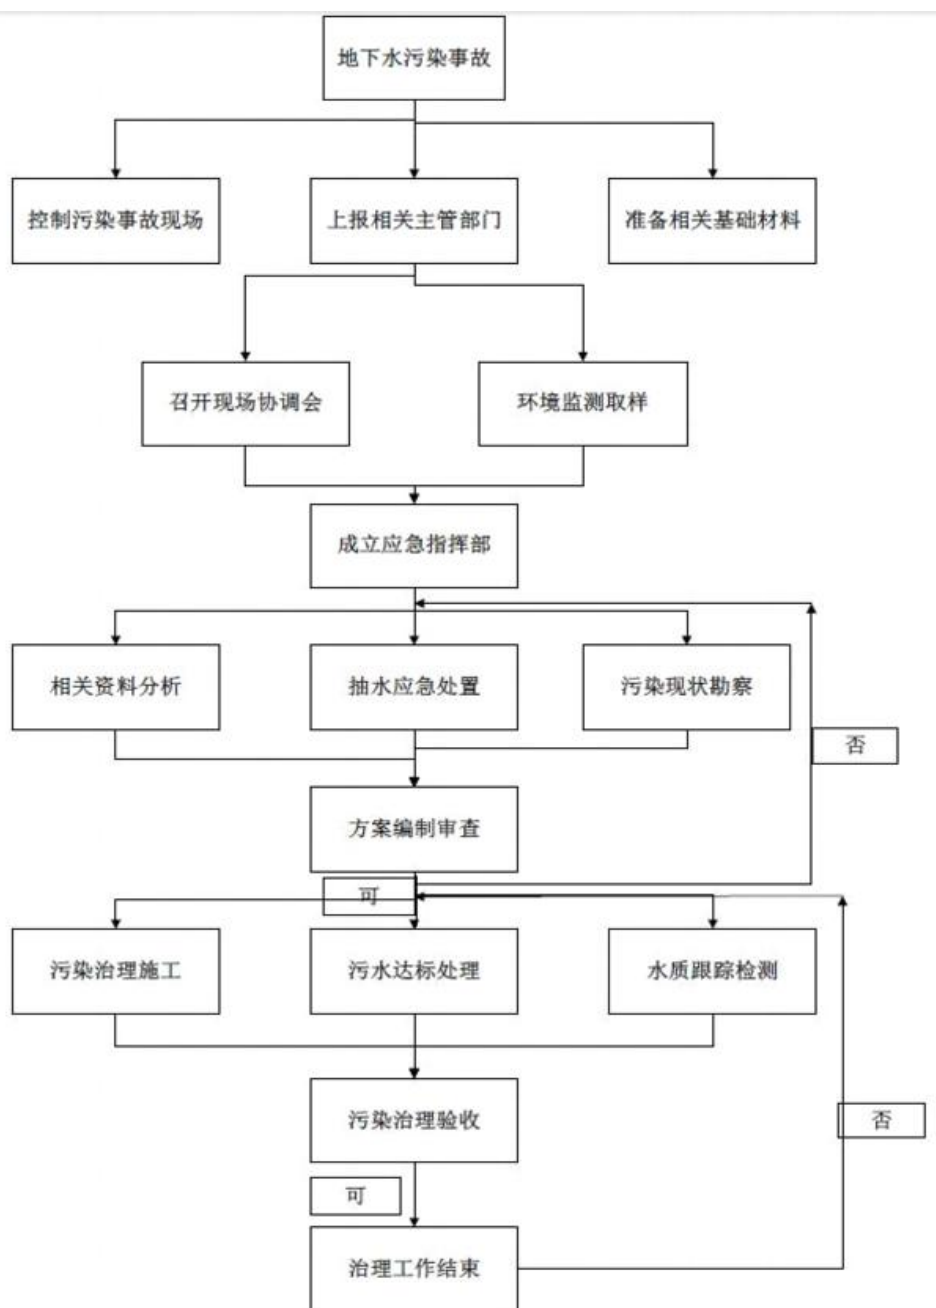 地下水污染事故
控制污染事故现场
上报相关主管部门
准备相关基础材料
召开现场协调会
环境监测取样
成立应急指挥部
相关资料分析
抽水应急处置
污染现状勘察
否
方案编制审查
可
污染治理施工
污水达标处理
水质跟踪检测
污染治理验收
否
可
治理工作结束